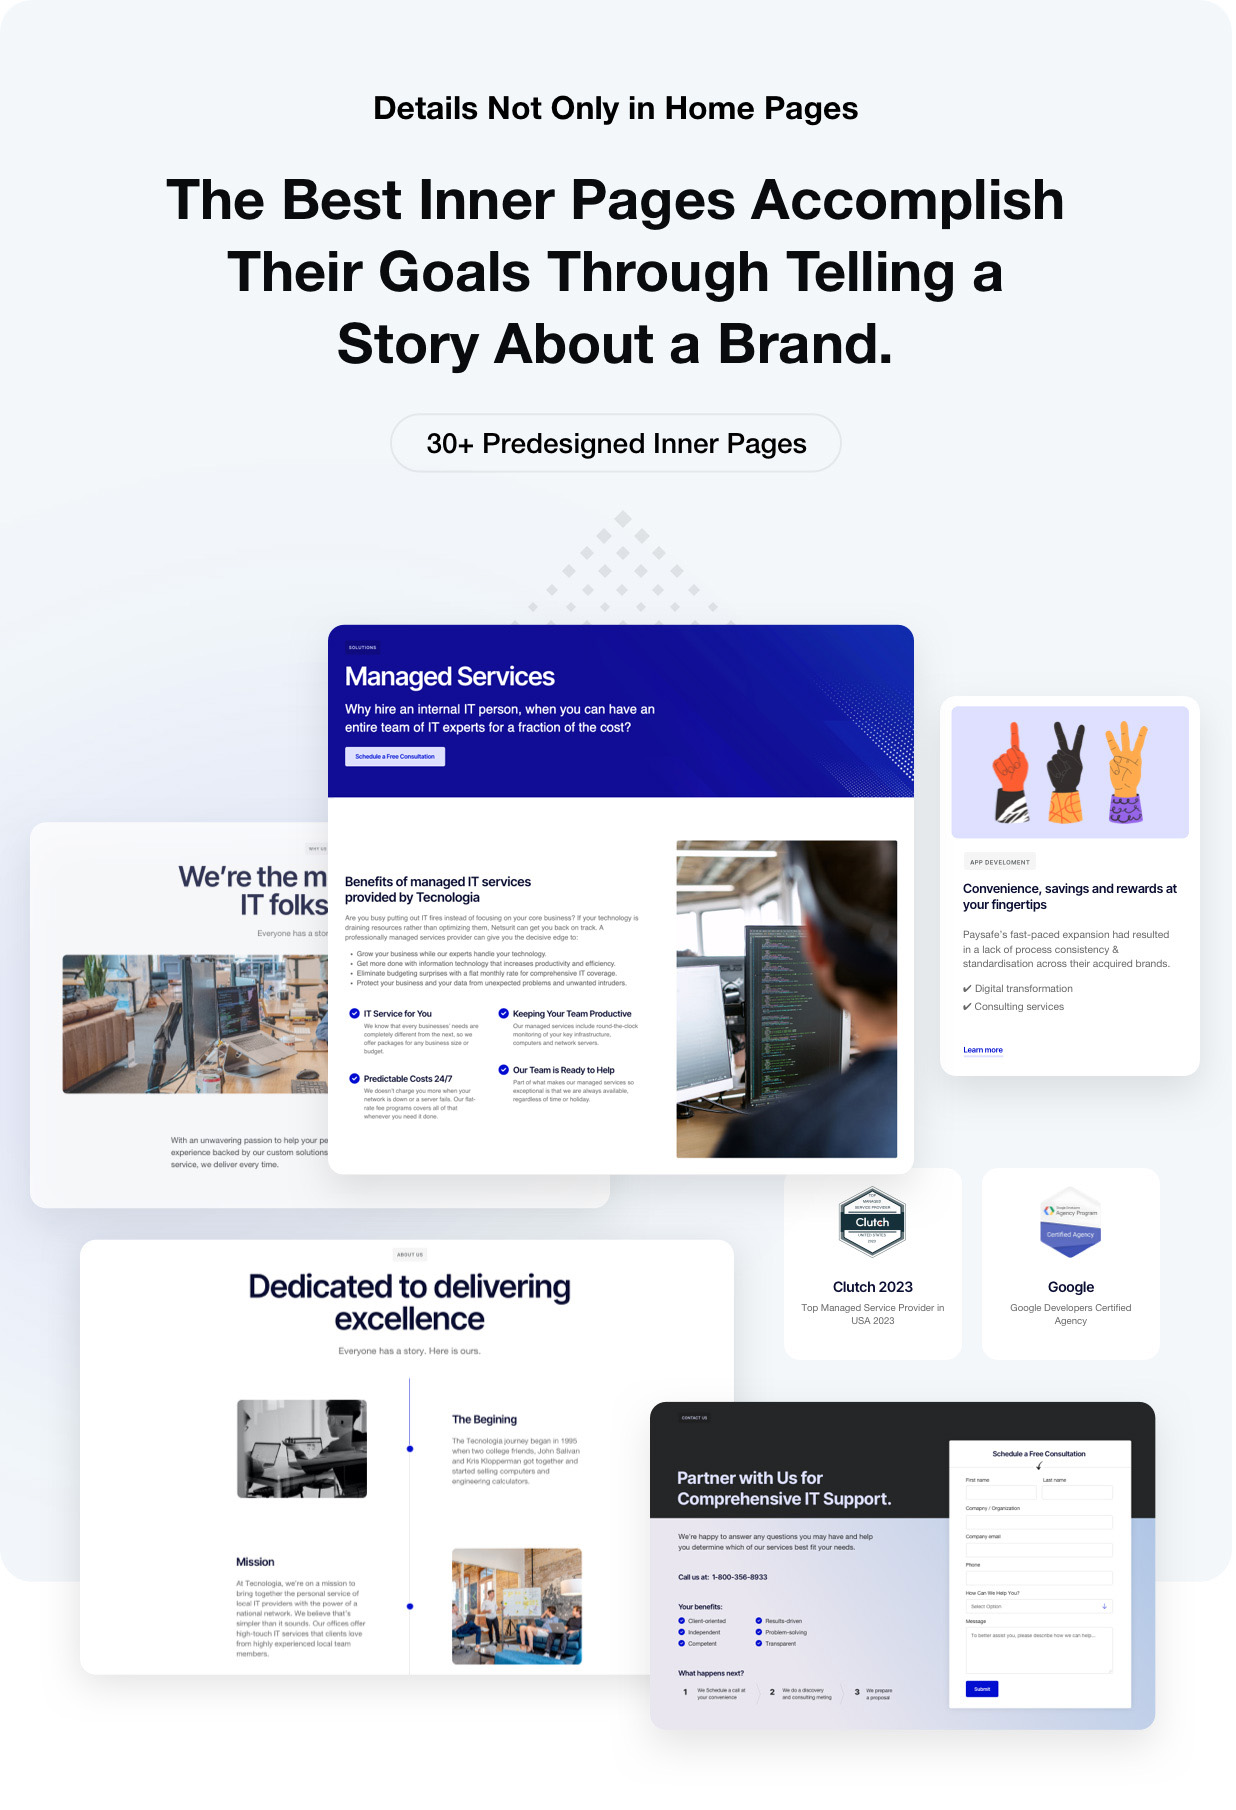 Details Not Only in Home Pages
The Best Inner Pages Accomplish
Their Goals Through Telling a
Story About a Brand.
30+ Predesigned Inner Pages
SOLUTIONS
Managed Services
Why hire an internal IT person, when you can have an
entire team of IT experts for a fraction of the cost?
Schedule a Free Consultation
Benefits of managed IT services
provided by Tecnologia
Are you busy putting out IT fires instead of focusing on your core business? If your technology is
draining resources rather than optimizing them, Netsurit can get you back on track. A
professionally managed services provider can give you the decisive edge to:
• Grow your business while our experts handle your technology.
• Get more done with information technology that increases productivity and efficiency.
• Eliminate budgeting surprises with a flat monthly rate for comprehensive IT coverage.
• Protect your business and your data from unexpected problems and unwanted intruders.
IT Service for You
We know that every businesses' needs are
completely different from the next, so we
offer packages for any business size or
budget.
Keeping Your Team Productive
Our managed services include round-the-clock
monitoring of your key infrastructure,
computers and network servers.
Predictable Costs 24/7
We doesn't charge you more when your
network is down or a server fails. Our flat-
rate fee programs covers all of that
whenever you need it done.
Our Team is Ready to Help
Part of what makes our managed services so
exceptional is that we are always available,
regardless of time or holiday.
APP DEVELOMENT
Convenience, savings and rewards at
your fingertips
Paysafe's fast-paced expansion had resulted
in a lack of process consistency &
standardisation across their acquired brands.
✔ Digital transformation
✔ Consulting services
Learn more
WHY US
We're the m
IT folks
Everyone has a stor
With an unwavering passion to help your pe
experience backed by our custom solutions
service, we deliver every time.
TOP
MANAGED
SERVICE PROVIDER
Clutch
UNITED STATES
2023
Clutch 2023
Top Managed Service Provider in
USA 2023
Google Developers
Agency Program
Certified Agency
Google
Google Developers Certified
Agency
ABOUT US
Dedicated to delivering
excellence
Everyone has a story. Here is ours.
The Begining
The Tecnologia journey began in 1995
when two college friends, John Salivan
and Kris Klopperman got together and
started selling computers and
engineering calculators.
Mission
At Tecnologia, we're on a mission to
bring together the personal service of
local IT providers with the power of a
national network. We believe that's
simpler than it sounds. Our offices offer
high-touch IT services that clients love
from highly experienced local team
members.
CONTACT US
Partner with Us for
Comprehensive IT Support.
We're happy to answer any questions you may have and help
you determine which of our services best fit your needs.
Call us at: 1-800-356-8933
Your benefits:
Client-oriented
Results-driven
Independent
Problem-solving
Competent
Transparent
What happens next?
1 We Schedule a call at
your convenience
2 We do a discovery
and consulting meting
3 We prepare
a proposal
Schedule a Free Consultation
First name
Last name
Comapny / Organization
Company email
Phone
How Can We Help You?
Select Option
Message
To better assist you, please describe how we can help...
Submit